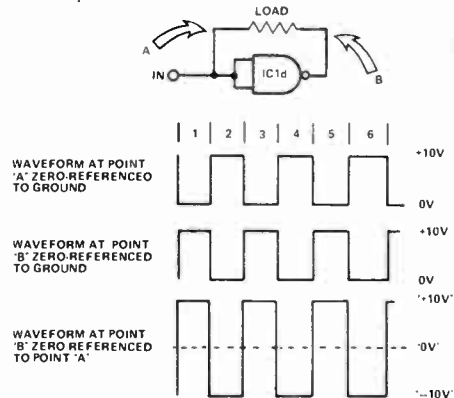 LOAD
A
IN
IC1d
B
1 2 3 4 5 6
WAVEFORM AT POINT
'A' ZERO-REFERENCEO
TO GROUND
+10V
0V
WAVEFORM AT POINT
'B' ZERO-REFERENCED
TO GROUND
+10V
0V
WAVEFORM AT POINT
'B' ZERO REFERENCED
TO POINT 'A'
'+10V'
'0V'
'-10V'